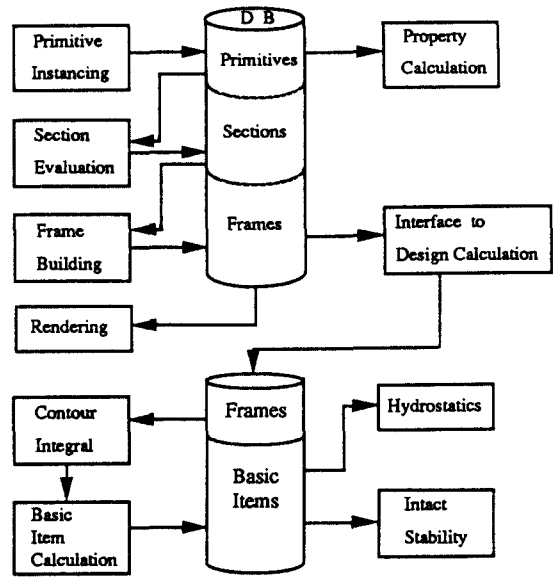 D B
Primitive
Instancing
Primitives
Property
Calculation
Section
Evaluation
Sections
Frame
Building
Frames
Interface to
Design Calculation
Rendering
Contour
Integral
Frames
Hydrostatics
Basic
Items
Basic
Item
Calculation
Intact
Stability